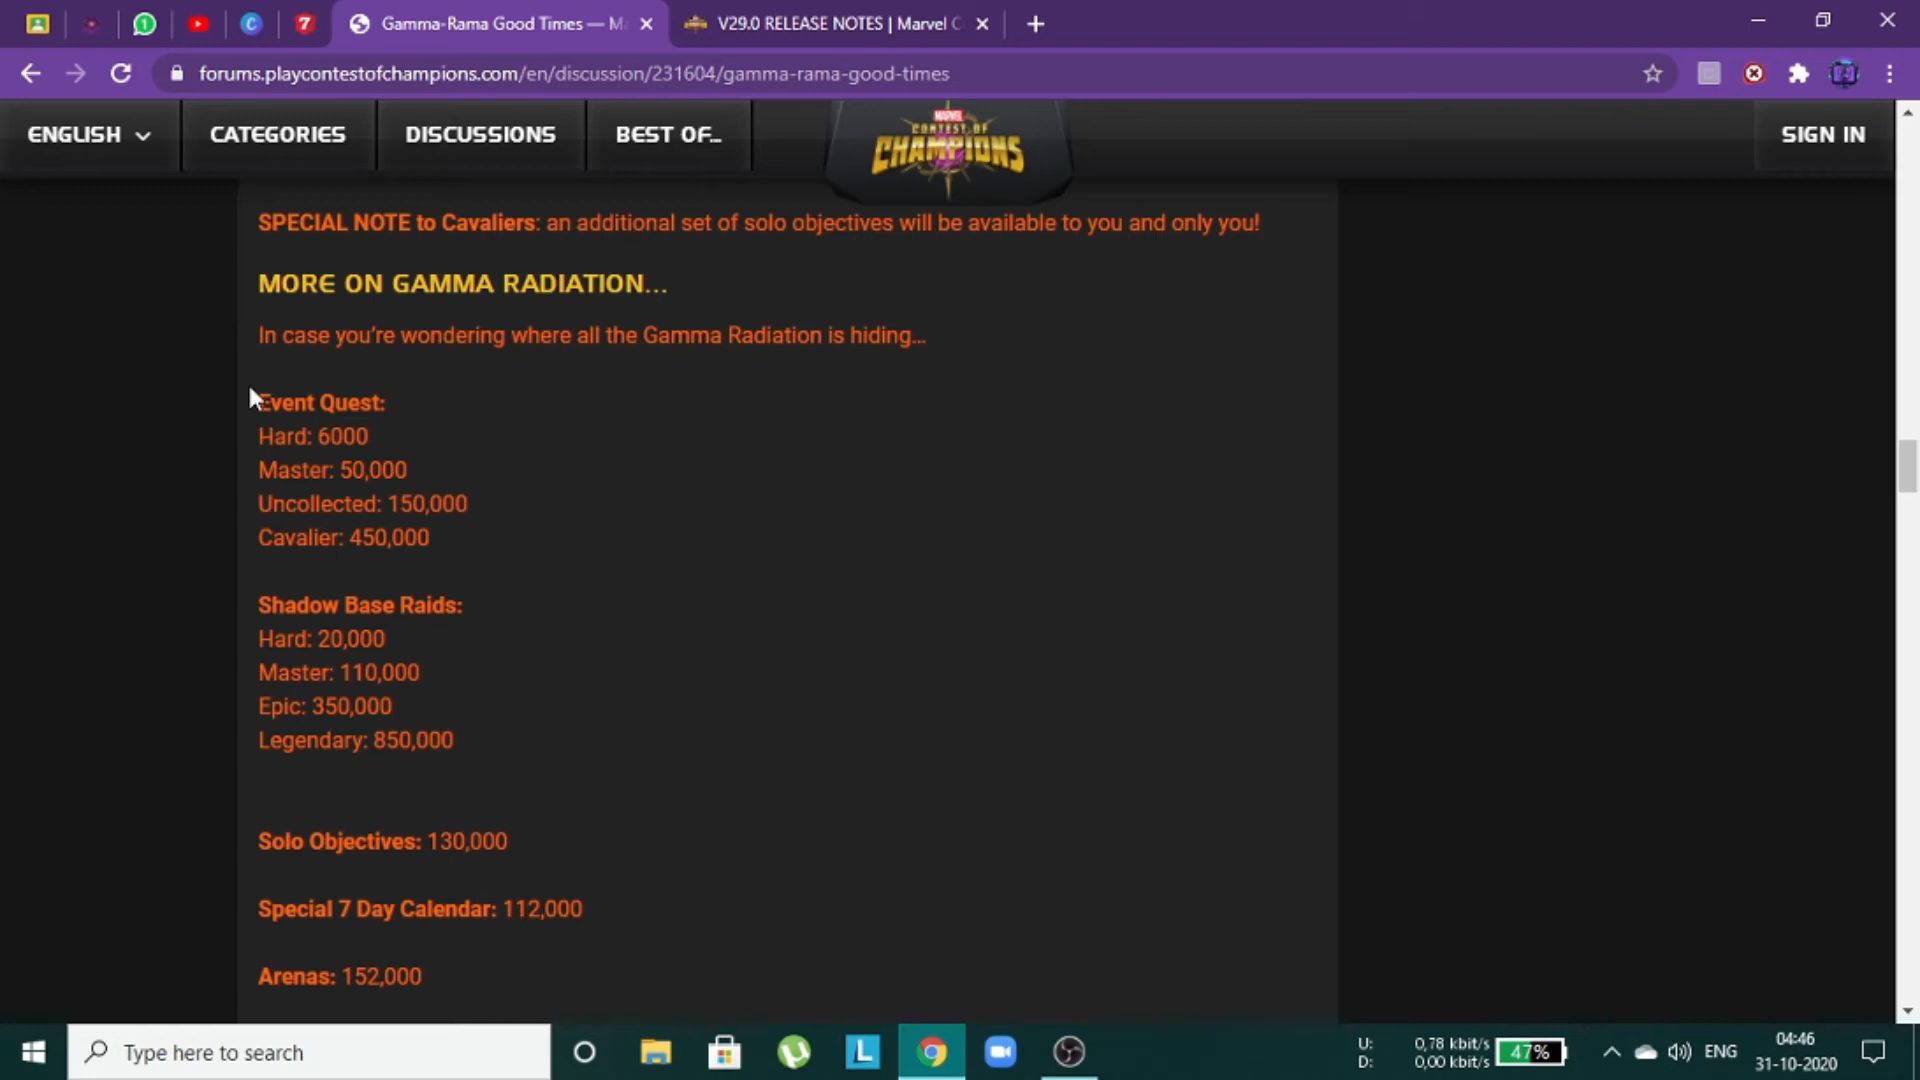 Gamma-Rama Good Times — M
V29.0 RELEASE NOTES | Marvel C
forums.playcontestofchampions.com/en/discussion/231604/gamma-rama-good-times
ENGLISH
CATEGORIES
DISCUSSIONS
BEST OF...
MARVEL
CONTEST OF
CHAMPIONS
SIGN IN
SPECIAL NOTE to Cavaliers: an additional set of solo objectives will be available to you and only you!
MORE ON GAMMA RADIATION...
In case you're wondering where all the Gamma Radiation is hiding...
Event Quest:
Hard: 6000
Master: 50,000
Uncollected: 150,000
Cavalier: 450,000
Shadow Base Raids:
Hard: 20,000
Master: 110,000
Epic: 350,000
Legendary: 850,000
Solo Objectives: 130,000
Special 7 Day Calendar: 112,000
Arenas: 152,000
Type here to search
U: 0,78 kbit/s
D: 0,00 kbit/s
47%
ENG
04:46
31-10-2020